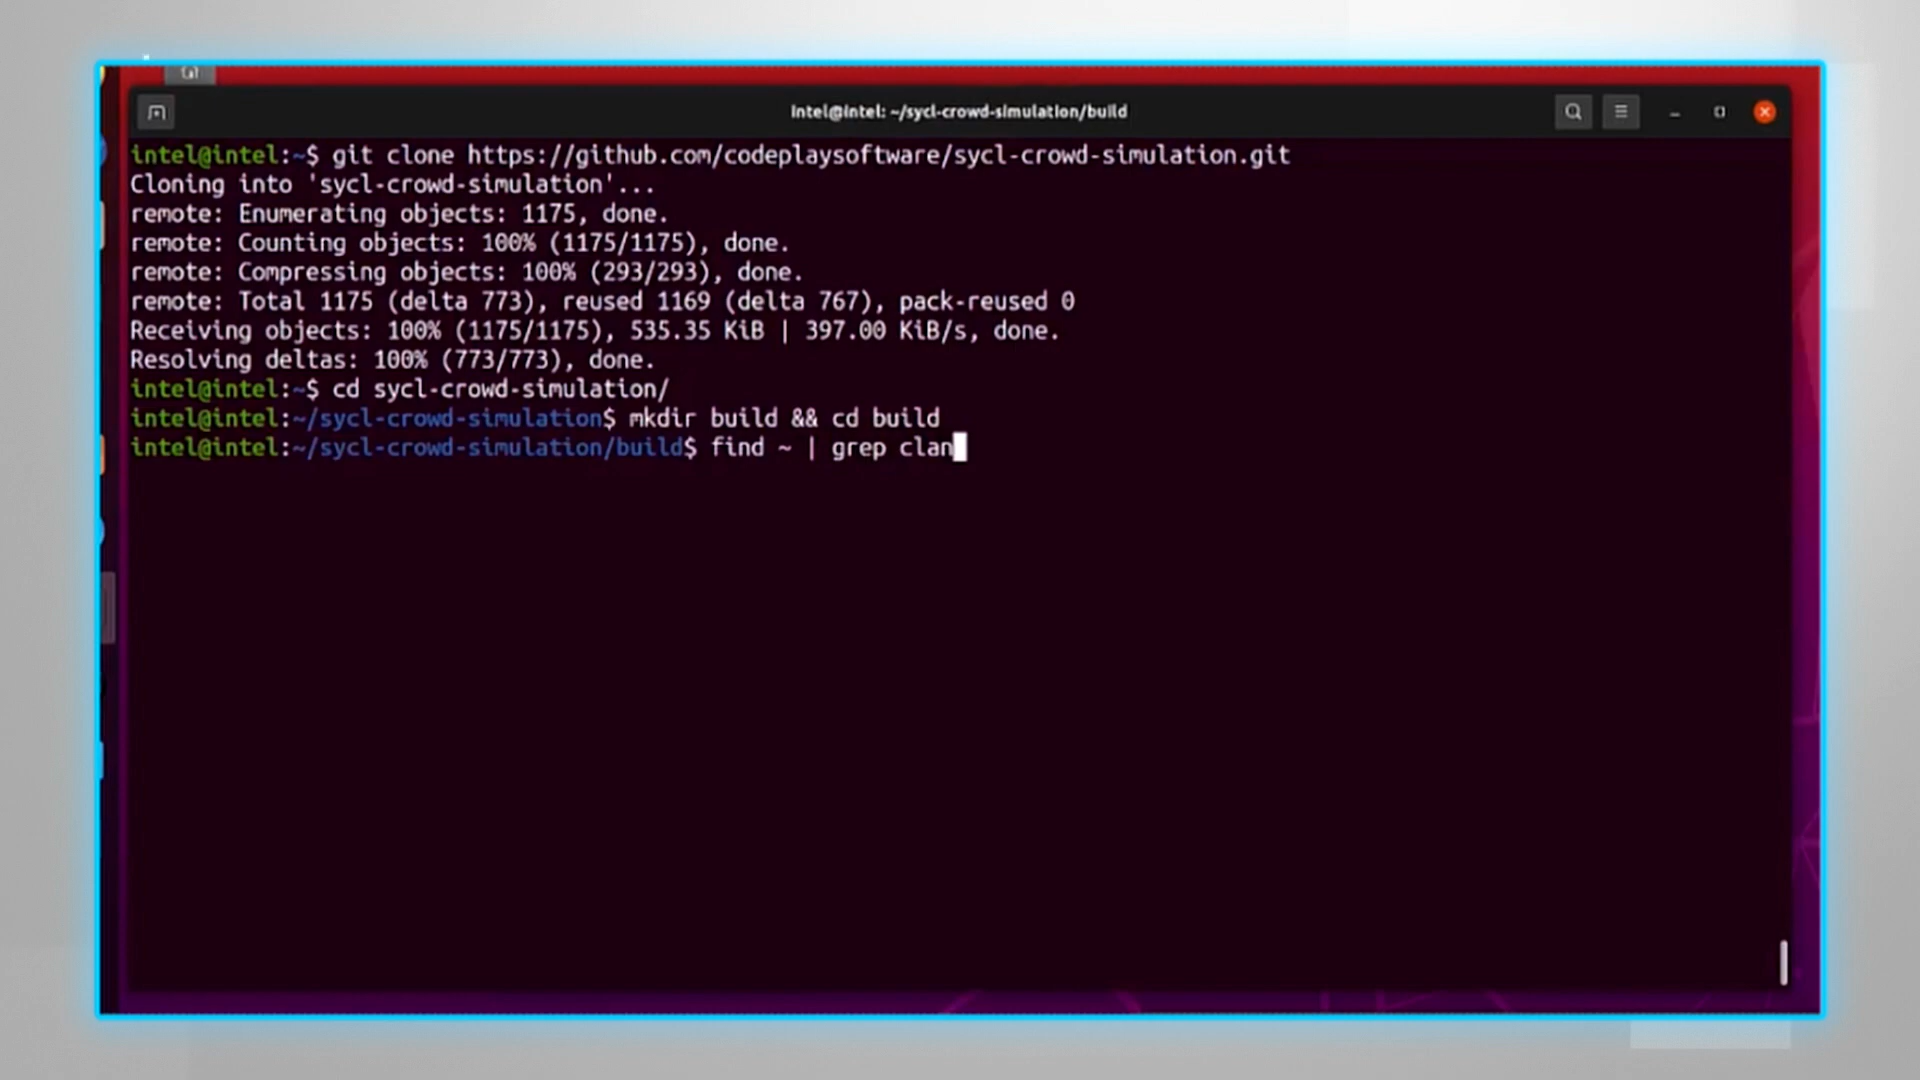 intel@intel: ~/sycl-crowd-simulation/build
intel@intel:~$ git clone https://github.com/codeplaysoftware/sycl-crowd-simulation.git
Cloning into 'sycl-crowd-simulation'...
remote: Enumerating objects: 1175, done.
remote: Counting objects: 100% (1175/1175), done.
remote: Compressing objects: 100% (293/293), done.
remote: Total 1175 (delta 773), reused 1169 (delta 767), pack-reused 0
Receiving objects: 100% (1175/1175), 535.35 KiB | 397.00 KiB/s, done.
Resolving deltas: 100% (773/773), done.
intel@intel:~$ cd sycl-crowd-simulation/
intel@intel:~/sycl-crowd-simulation$ mkdir build && cd build
intel@intel:~/sycl-crowd-simulation/build$ find ~ | grep clan